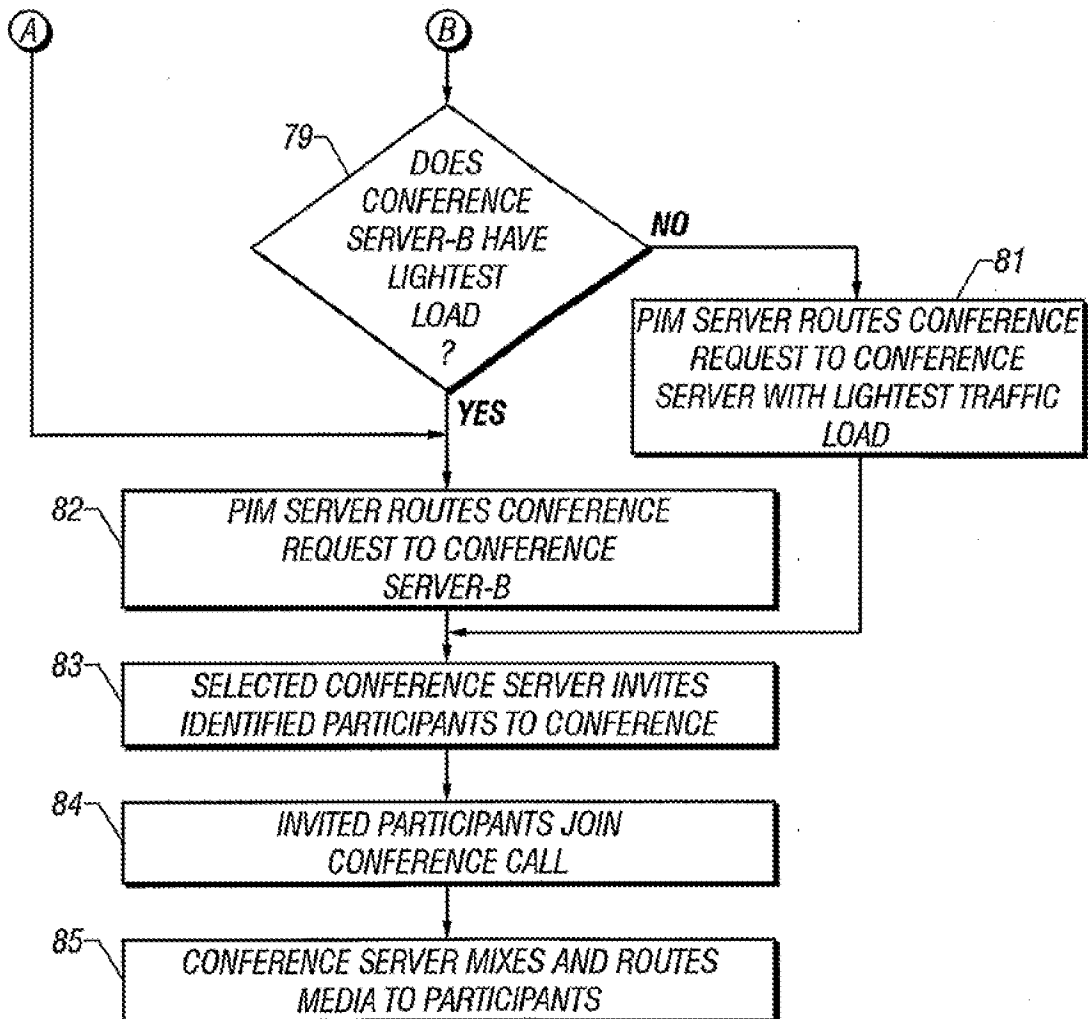 A
B
79
DOES
CONFERENCE
SERVER-B HAVE
LIGHTEST
LOAD
?
NO
YES
81
PIM SERVER ROUTES CONFERENCE
REQUEST TO CONFERENCE
SERVER WITH LIGHTEST TRAFFIC
LOAD
82
PIM SERVER ROUTES CONFERENCE
REQUEST TO CONFERENCE
SERVER-B
83
SELECTED CONFERENCE SERVER INVITES
IDENTIFIED PARTICIPANTS TO CONFERENCE
84
INVITED PARTICIPANTS JOIN
CONFERENCE CALL
85
CONFERENCE SERVER MIXES AND ROUTES
MEDIA TO PARTICIPANTS